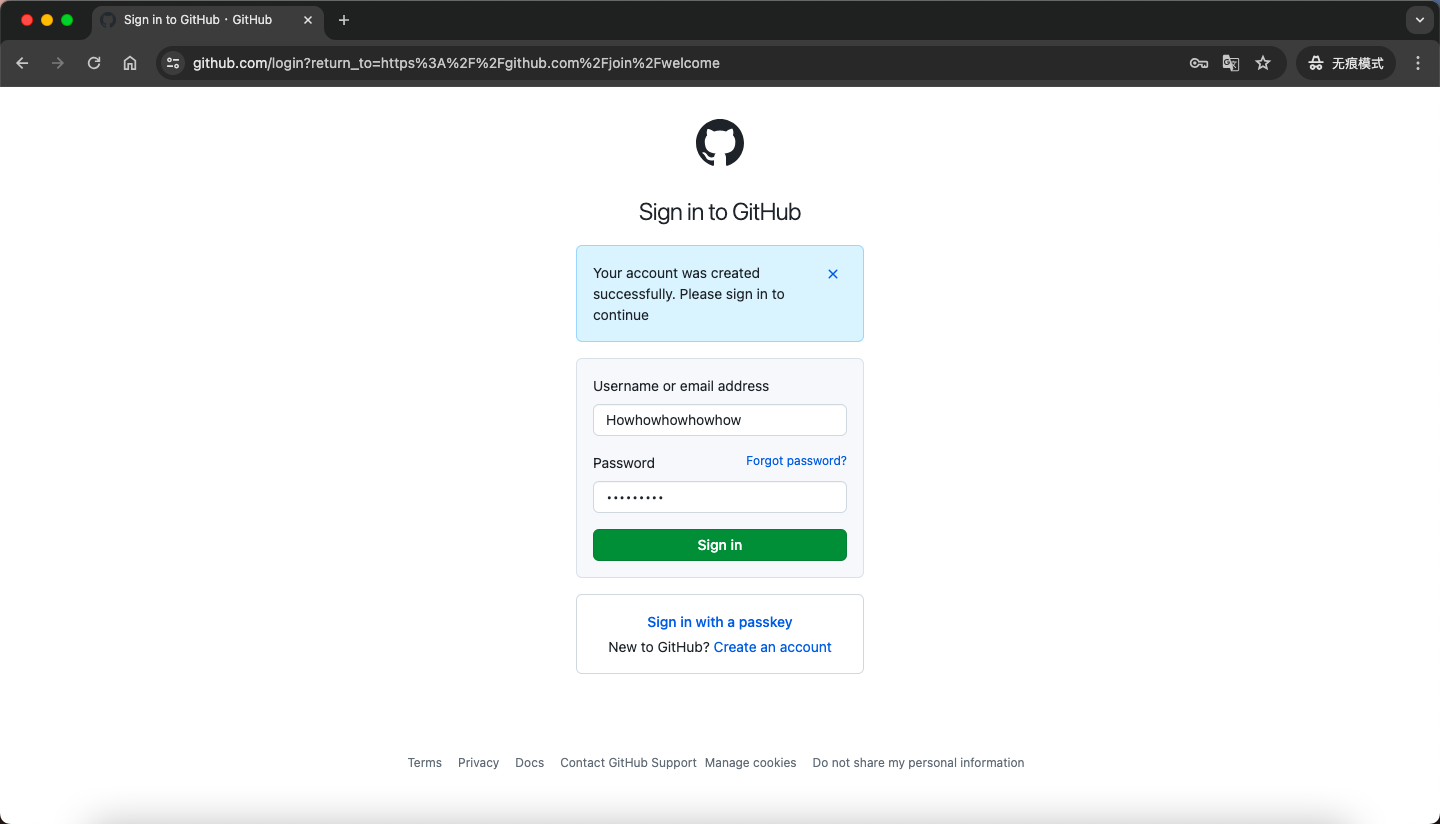 Sign in to GitHub · GitHub
github.com/login?return_to=https%3A%2F%2Fgithub.com%2Fjoin%2Fwelcome
无痕模式
Sign in to GitHub
Your account was created
successfully. Please sign in to
continue
Username or email address
Howhowhowhowhow
Password
Forgot password?
•••••••••
Sign in
Sign in with a passkey
New to GitHub? Create an account
Terms Privacy Docs Contact GitHub Support Manage cookies Do not share my personal information